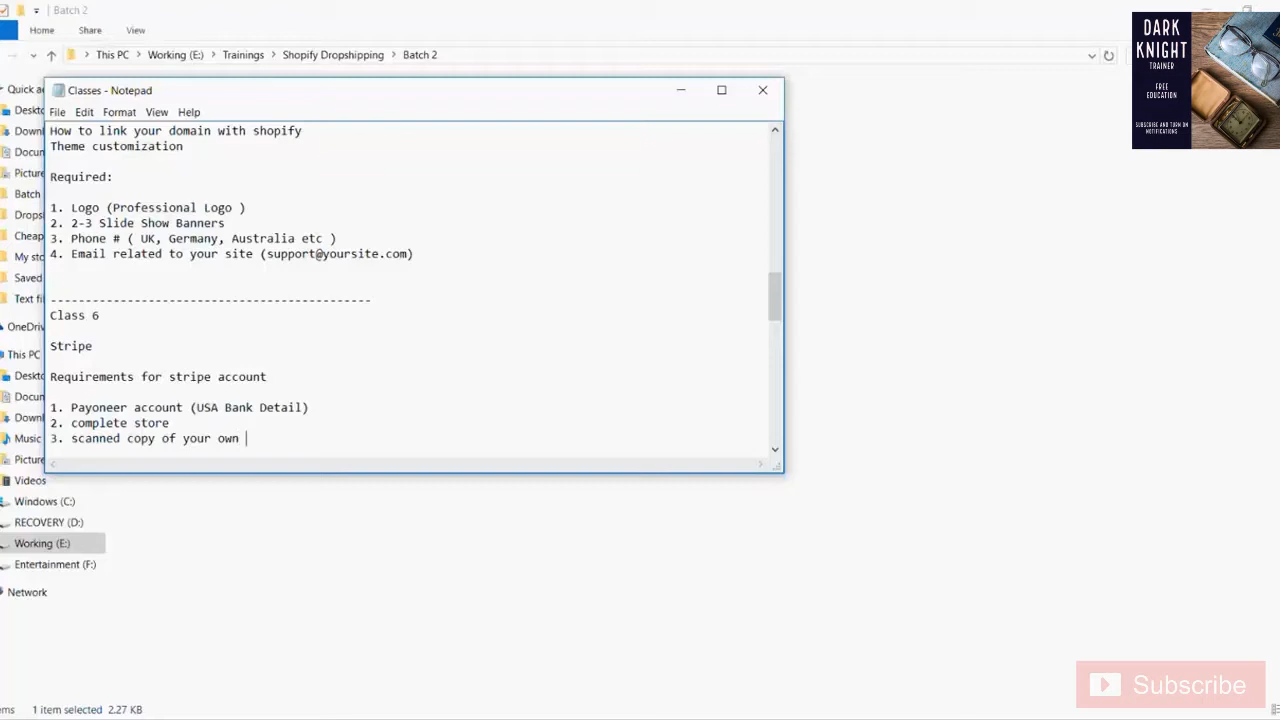 Batch 2
Home Share View
This PC Working (E:) Trainings Shopify Dropshipping Batch 2
Quick
Classes - Notepad
File Edit Format View Help
How to link your domain with shopify
Theme customization
Required:
1. Logo (Professional Logo )
2. 2-3 Slide Show Banners
3. Phone # ( UK, Germany, Australia etc )
4. Email related to your site (support@yoursite.com)
--------------------------------------------
Class 6
Stripe
Requirements for stripe account
1. Payoneer account (USA Bank Detail)
2. complete store
3. scanned copy of your own
Deskto
Downl
Docum
Picture
Batch
Drops
Cheap
My sto
Saved
Text fil
OneDriv
This PC
Deskto
Docum
Downl
Music
Picture
Videos
Windows (C:)
RECOVERY (D:)
Working (E:)
Entertainment (F:)
Network
ems 1 item selected 2.27 KB
DARK
KNIGHT
TRAINER
FREE
EDUCATION
SUBSCRIBE AND TURN ON
NOTIFICATIONS
Subscribe